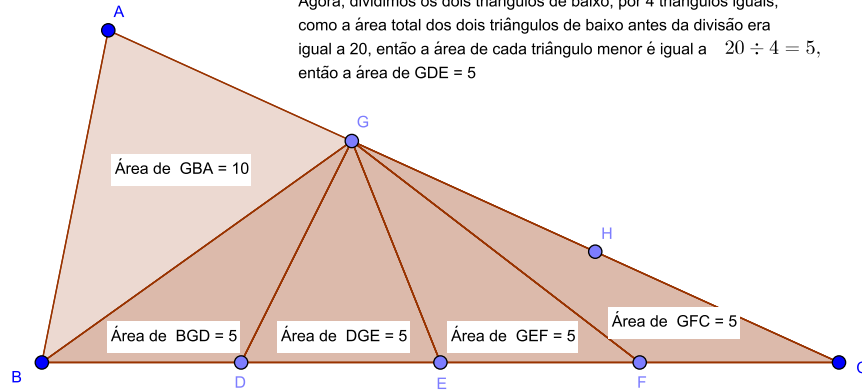 Agora, dividimos os dois triângulos de baixo, por 4 triângulos iguais,
como a área total dos dois triângulos de baixo antes da divisão era
igual a 20, então a área de cada triângulo menor é igual a 20 ÷ 4 = 5,
então a área de GDE = 5
A
G
Área de GBA = 10
H
Área de GFC = 5
Área de BGD = 5
Área de DGE = 5
Área de GEF = 5
B
D
E
F
C